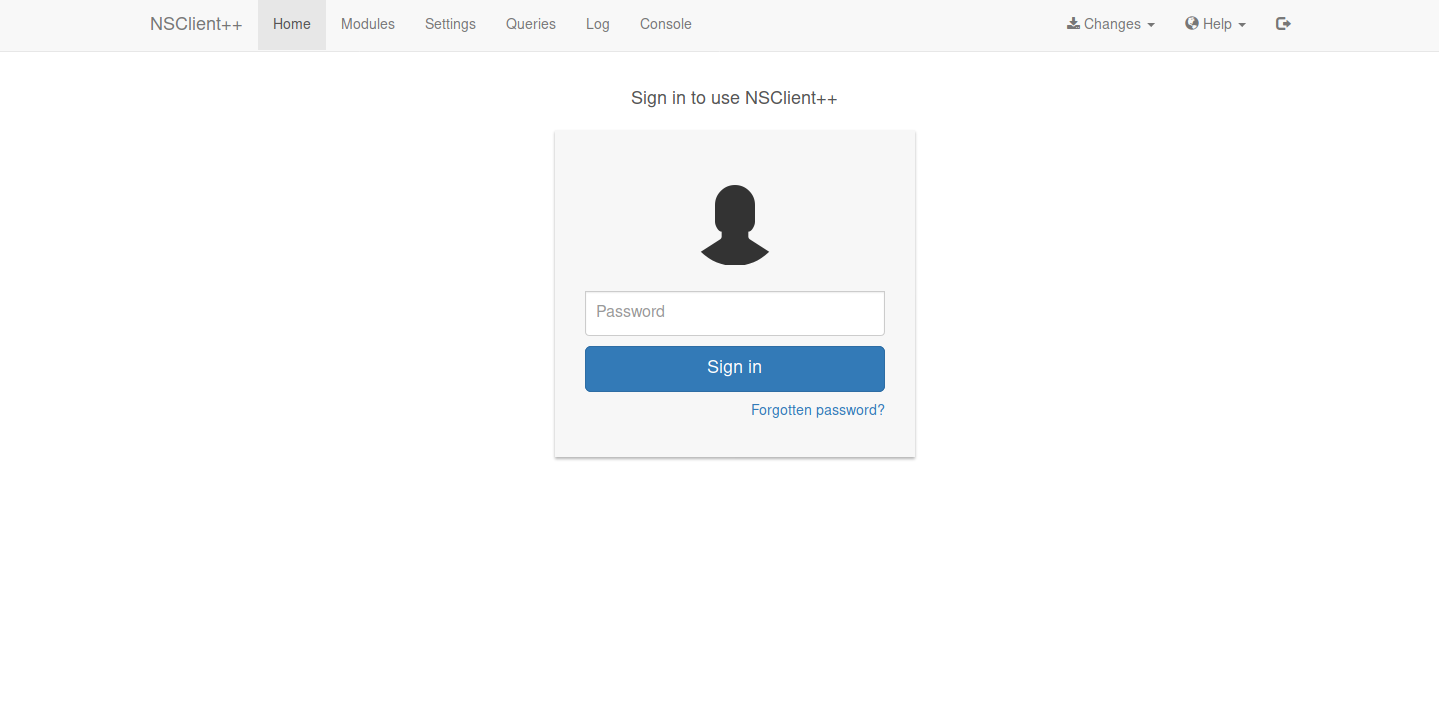 NSClient++ Home Modules Settings Queries Log Console Changes Help
Sign in to use NSClient++
Password
Sign in
Forgotten password?